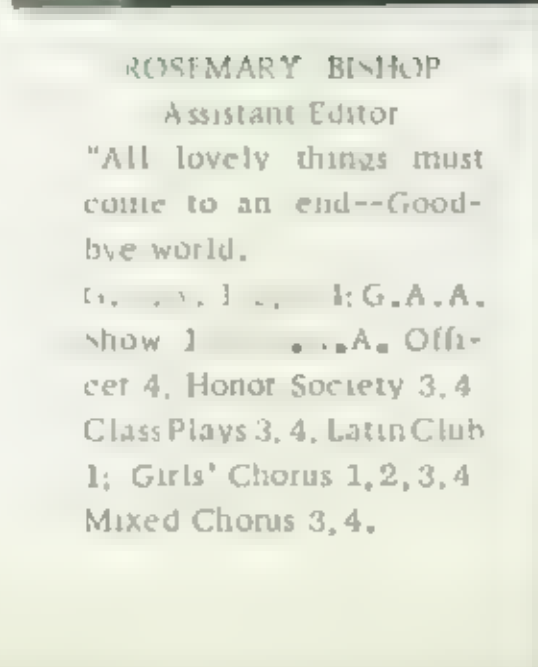 ROSEMARY BISHOP
Assistant Editor
"All lovely things must
come to an end--Good-
bye world.
1; G.A.A.
Show 1 Offi-
cer 4, Honor Society 3,4
Class Plays 3,4, Latin Club
1; Girls' Chorus 1,2,3,4
Mixed Chorus 3,4.